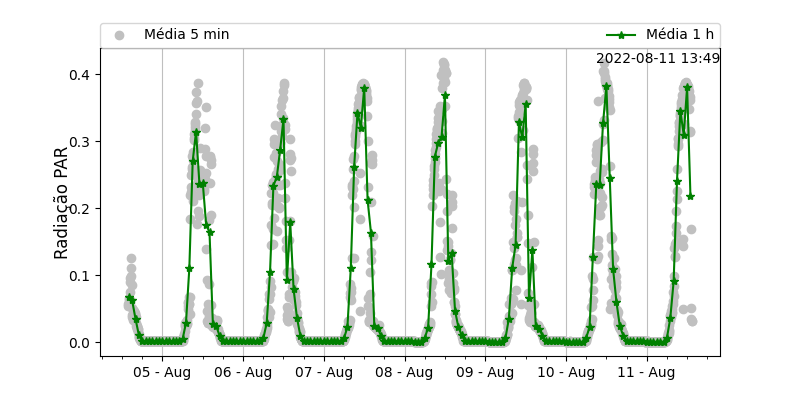 Média 5 min
Média 1 h
2022-08-11 13:49
Radiação PAR
0.4
0.3
0.2
0.1
0.0
05 - Aug
06 - Aug
07 - Aug
08 - Aug
09 - Aug
10 - Aug
11 - Aug